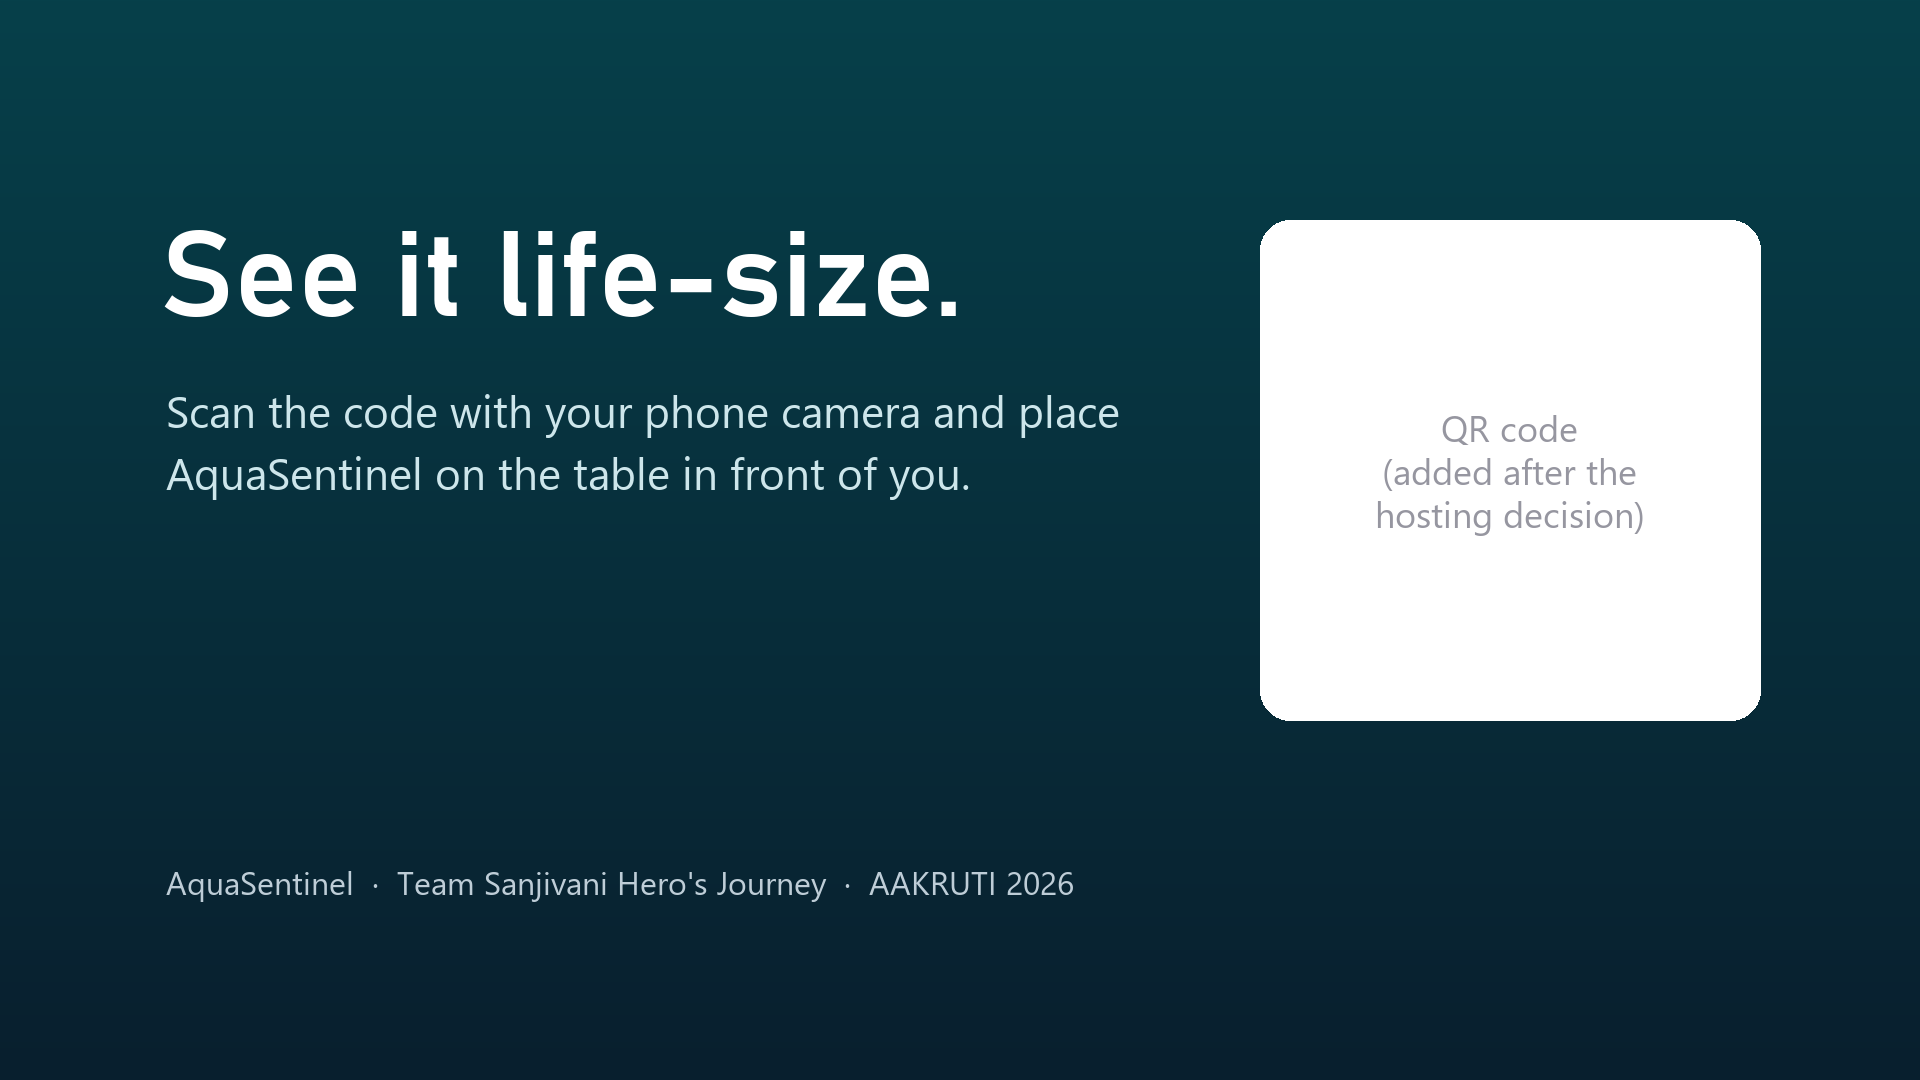 See it life-size.
Scan the code with your phone camera and place
AquaSentinel on the table in front of you.
QR code
(added after the
hosting decision)
AquaSentinel · Team Sanjivani Hero's Journey · AAKRUTI 2026